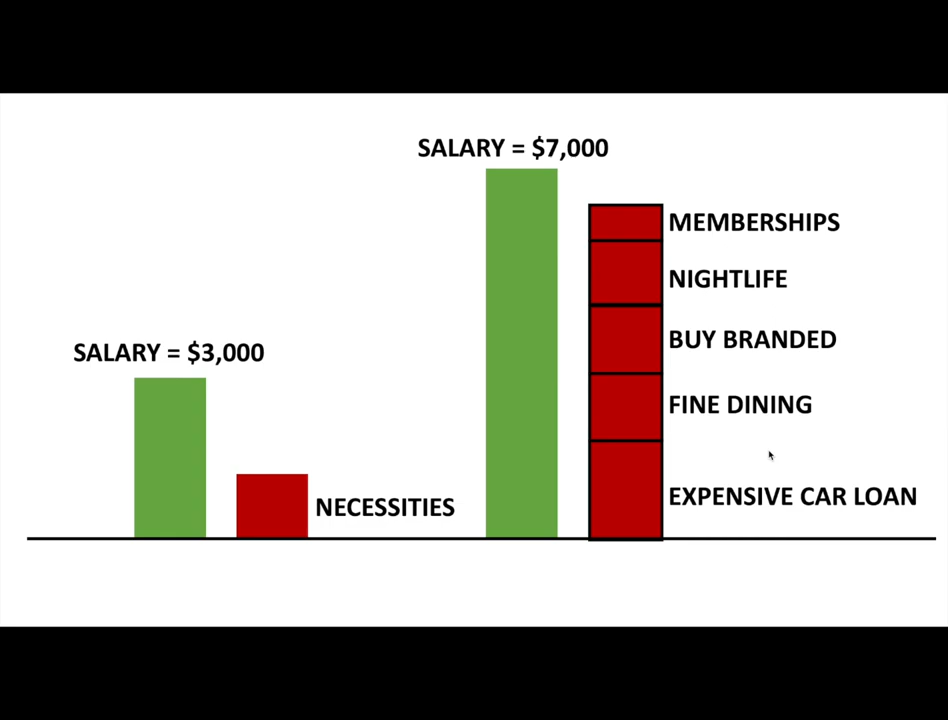 SALARY = $7,000
MEMBERSHIPS
NIGHTLIFE
BUY BRANDED
SALARY = $3,000
FINE DINING
EXPENSIVE CAR LOAN
NECESSITIES